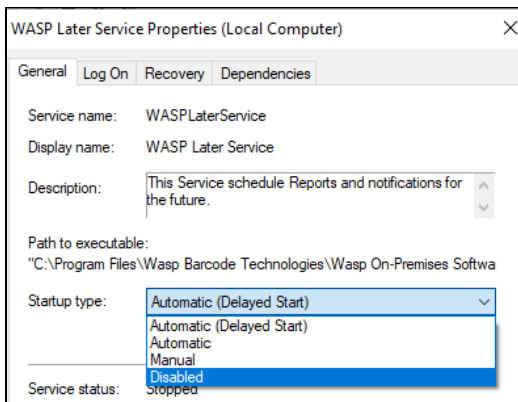 WASP Later Service Properties (Local Computer)
General Log On Recovery Dependencies
Service name: WASPLaterService
Display name: WASP Later Service
Description: This Service schedule Reports and notifications for
the future.
Path to executable:
"C:\Program Files\Wasp Barcode Technologies\Wasp On-Premises Softwa
Startup type: Automatic (Delayed Start)
Automatic (Delayed Start)
Automatic
Manual
Disabled
Service status: Stopped